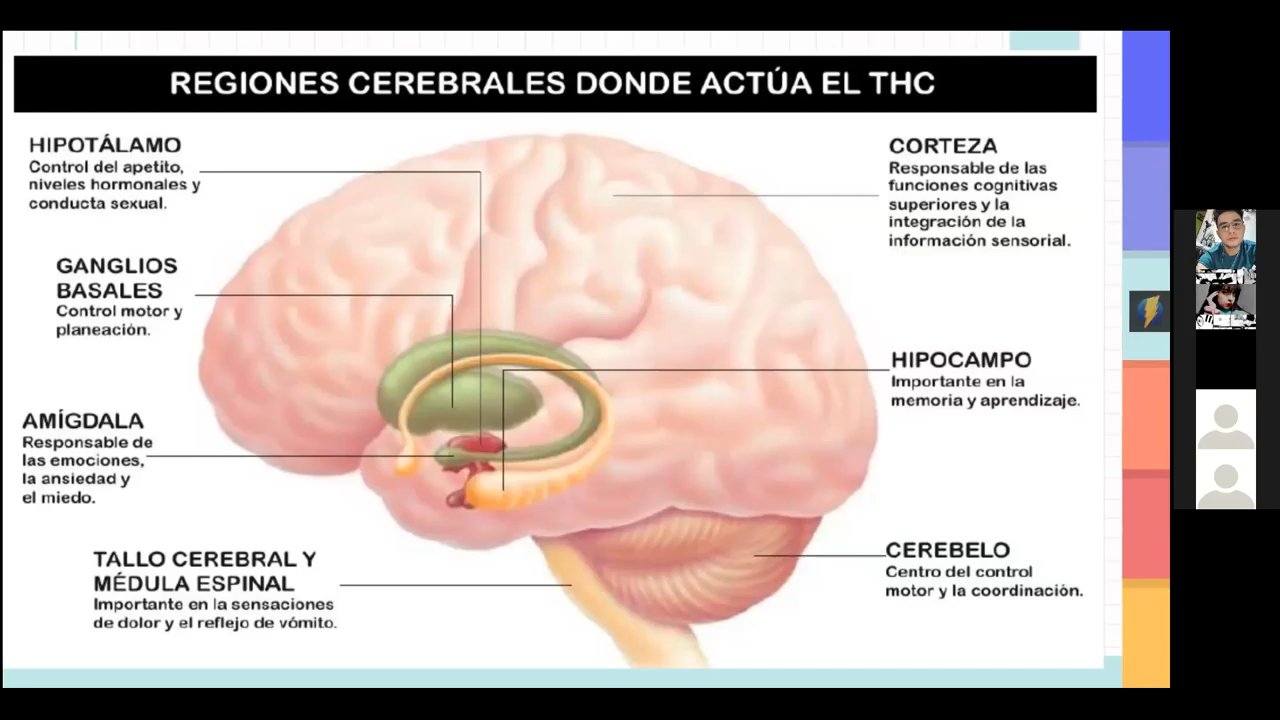 REGIONES CEREBRALES DONDE ACTÚA EL THC
HIPOTÁLAMO
Control del apetito,
niveles hormonales y
conducta sexual.
GANGLIOS
BASALES
Control motor y
planeación.
AMÍGDALA
Responsable de
las emociones,
la ansiedad y
el miedo.
TALLO CEREBRAL Y
MÉDULA ESPINAL
Importante en la sensaciones
de dolor y el reflejo de vómito.
CORTEZA
Responsable de las
funciones cognitivas
superiores y la
integración de la
información sensorial.
HIPOCAMPO
Importante en la
memoria y aprendizaje.
CEREBELO
Centro del control
motor y la coordinación.